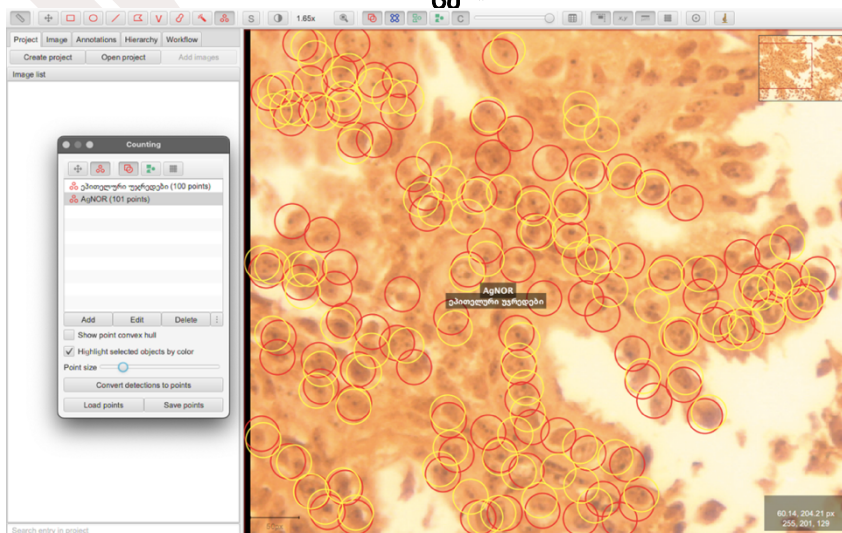 1.65x
S
C
Project Image Annotations Hierarchy Workflow
Create project Open project Add images
Image list
Counting
ეპითელური უჯრედები (100 points)
AgNOR (101 points)
Add Edit Delete
Show point convex hull
Highlight selected objects by color
Point size
Convert detections to points
Load points Save points
Search entry in project
AgNOR
ეპითელური უჯრედები
60.14, 204.21 px
255, 201, 129